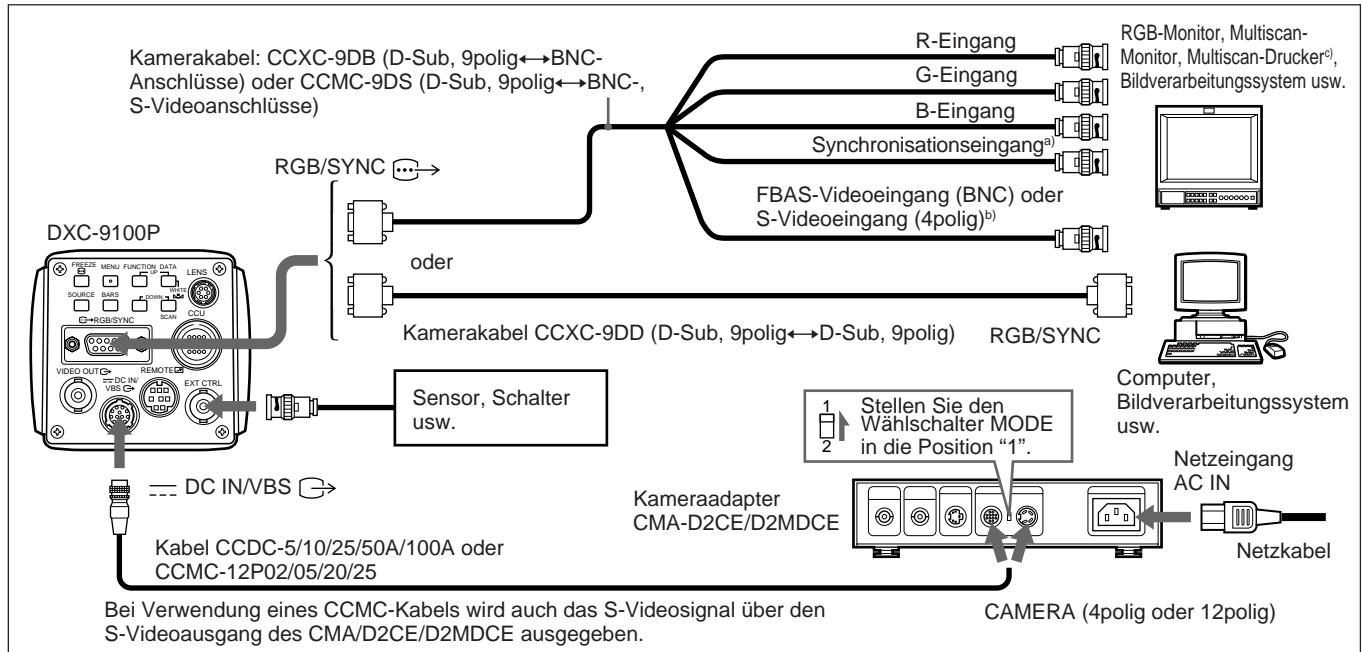 Kamerakabel: CCXC-9DB (D-Sub, 9polig←→BNC-
Anschlüsse) oder CCMC-9DS (D-Sub, 9polig←→BNC-,
S-Videoanschlüsse)
R-Eingang
G-Eingang
B-Eingang
Synchronisationseingang a)
FBAS-Videoeingang (BNC) oder
S-Videoeingang (4polig) b)
RGB-Monitor, Multiscan-
Monitor, Multiscan-Drucker c),
Bildverarbeitungssystem usw.
RGB/SYNC
DXC-9100P
FREEZE MENU FUNCTION DATA
UP
LENS
SOURCE BARS
DOWN
WHITE
SCAN
CCU
RGB/SYNC
VIDEO OUT
DC IN/
VBS
REMOTE
EXT CTRL
oder
Kamerakabel CCXC-9DD (D-Sub, 9polig←→D-Sub, 9polig)
RGB/SYNC
Computer,
Bildverarbeitungssystem
usw.
Sensor, Schalter
usw.
1
2
Stellen Sie den
Wählschalter MODE
in die Position “1”.
DC IN/VBS
Kameraadapter
CMA-D2CE/D2MDCE
Netzeingang
AC IN
Netzkabel
Kabel CCDC-5/10/25/50A/100A oder
CCMC-12P02/05/20/25
CAMERA (4polig oder 12polig)
Bei Verwendung eines CCMC-Kabels wird auch das S-Videosignal über den
S-Videoausgang des CMA/D2CE/D2MDCE ausgegeben.